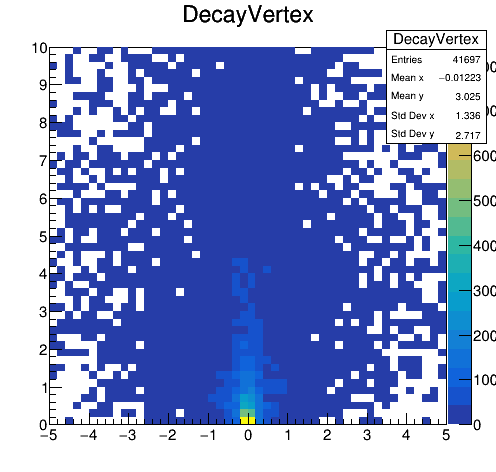 DecayVertex
DecayVertex
Entries 41697
Mean x −0.01223
Mean y 3.025
Std Dev x 1.336
Std Dev y 2.717
10
9
8
7
6
5
4
3
2
1
0
−5 −4 −3 −2 −1 0 1 2 3 4 5
600
500
400
300
200
100
0